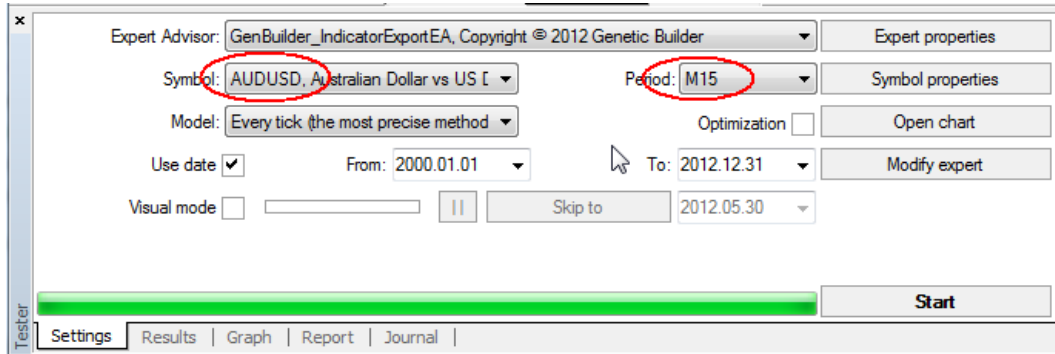 Expert Advisor: GenBuilder_IndicatorExportEA, Copyright © 2012 Genetic Builder Expert properties
Symbol: AUDUSD, Australian Dollar vs US D Period: M15 Symbol properties
Model: Every tick (the most precise method Optimization Open chart
Use date From: 2000.01.01 To: 2012.12.31 Modify expert
Visual mode Skip to 2012.05.30
Start
Tester
Settings Results | Graph | Report | Journal |